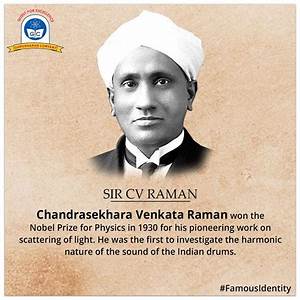 SIR CV RAMAN
Chandrasekhara Venkata Raman won the
Nobel Prize for Physics in 1930 for his pioneering work on
scattering of light. He was the first to investigate the harmonic
nature of the sound of the Indian drums.
#FamousIdentity